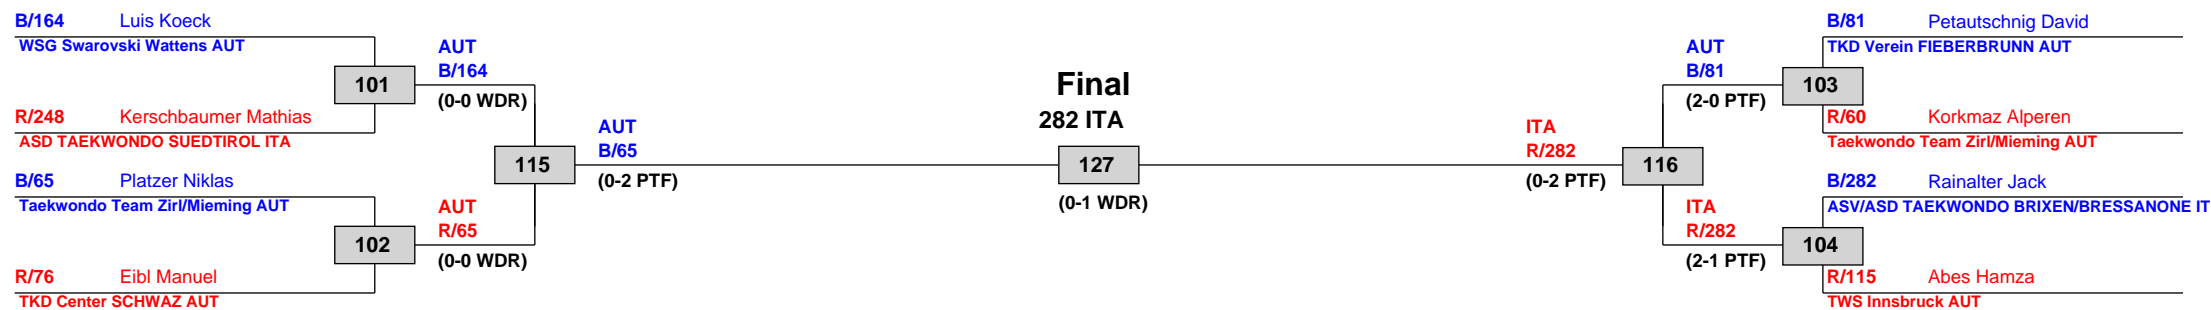 B/164 Luis Koeck
WSG Swarovski Wattens AUT
101
R/248 Kerschbaumer Mathias
ASD TAEKWONDO SUEDTIROL ITA
B/65 Platzer Niklas
Taekwondo Team Zirl/Mieming AUT
102
R/76 Eibl Manuel
TKD Center SCHWAZ AUT
AUT
B/164
(0-0 WDR)
115
AUT
R/65
(0-0 WDR)
AUT
B/65
(0-2 PTF)
Final
282 ITA
127
(0-1 WDR)
ITA
R/282
(0-2 PTF)
116
AUT
B/81
(2-0 PTF)
ITA
R/282
(2-1 PTF)
B/81 Petautschnig David
TKD Verein FIEBERBRUNN AUT
103
R/60 Korkmaz Alperen
Taekwondo Team Zirl/Mieming AUT
B/282 Rainalter Jack
ASV/ASD TAEKWONDO BRIXEN/BRESSANONE IT
104
R/115 Abes Hamza
TWS Innsbruck AUT